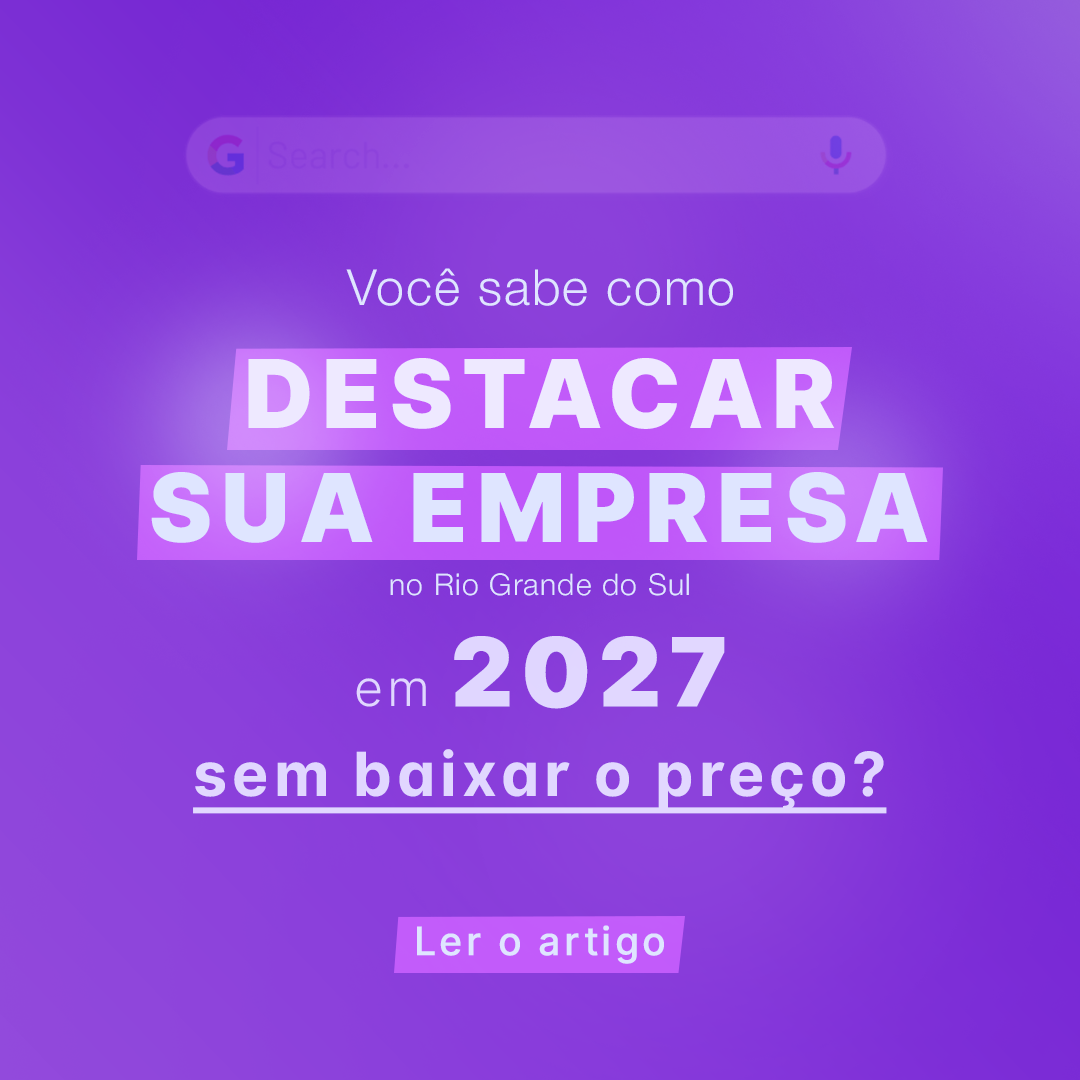 G Search...
Você sabe como
DESTACAR
SUA EMPRESA
no Rio Grande do Sul
em 2027
sem baixar o preço?
Ler o artigo